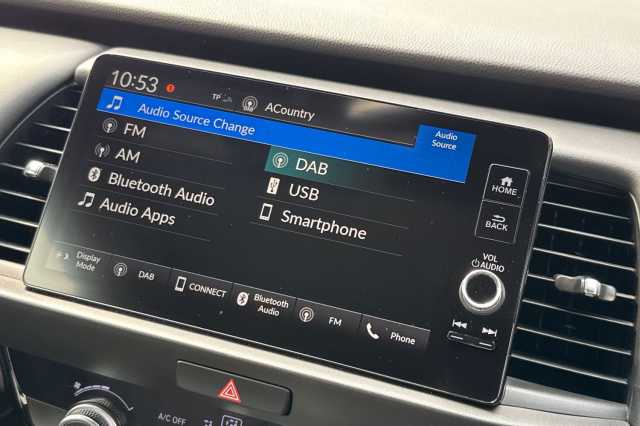 10:53
TP
ACountry
Audio Source Change
Audio
Source
FM
DAB
AM
USB
Bluetooth Audio
Smartphone
Audio Apps
HOME
BACK
VOL
AUDIO
Display
Mode
DAB
CONNECT
Bluetooth
Audio
FM
Phone
A/C OFF